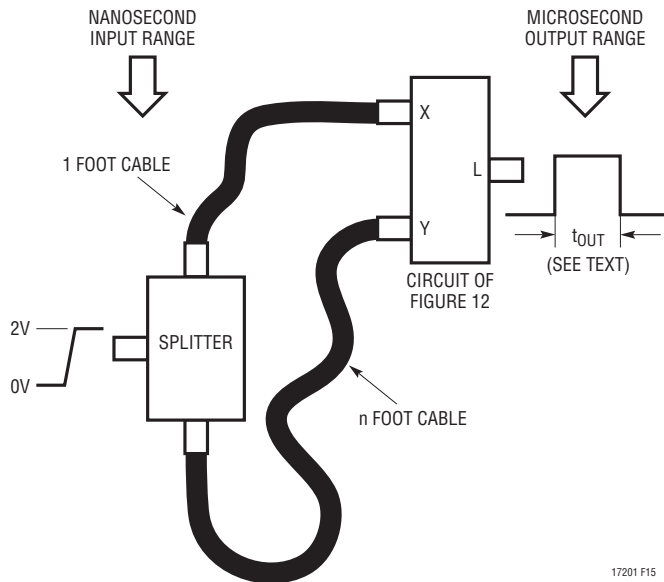 NANOSECOND
INPUT RANGE
MICROSECOND
OUTPUT RANGE
X
1 FOOT CABLE
L
Y
tOUT
(SEE TEXT)
CIRCUIT OF
FIGURE 12
2V
SPLITTER
0V
n FOOT CABLE
17201 F15